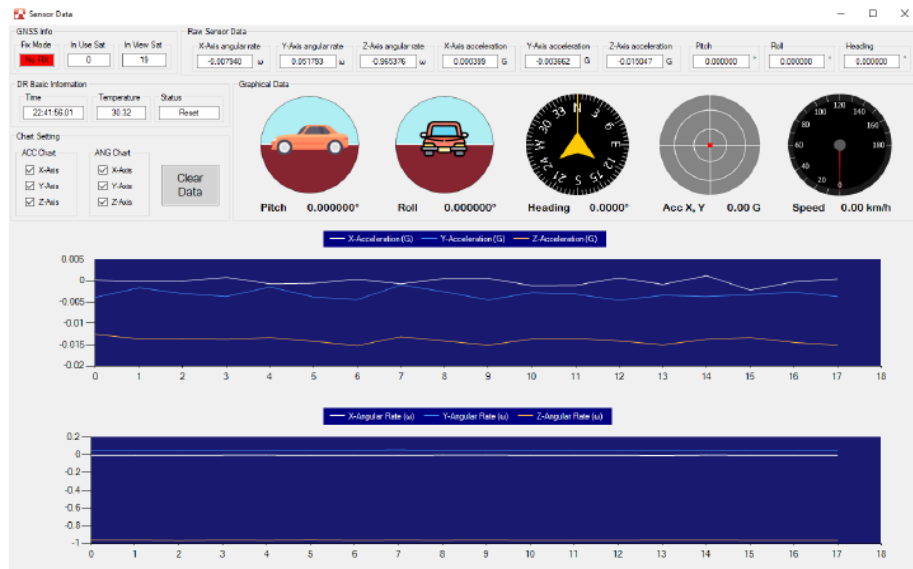 Sensor Data
GNSS Info
Fix Mode In Use Sat In View Sat
No FIX 0 19
Raw Sensor Data
X-Axis angular rate Y-Axis angular rate Z-Axis angular rate X-Axis acceleration Y-Axis acceleration Z-Axis acceleration Pitch Roll Heading
-0.007940 ω 0.051793 ω -0.965376 ω 0.000399 G -0.003662 G -0.015047 G 0.000000 ° 0.000000 ° 0.000000 °
DR Basic Information
Time Temperature Status
22:41:56.01 30.32 Reset
Chart Setting
ACC Chart ANG Chart
X-Axis X-Axis
Y-Axis Y-Axis
Z-Axis Z-Axis
Clear
Data
Graphical Data
N 3 6 E 12 15 S 21 24 W 30 33
0 20 40 60 80 100 120 140 160 180
Pitch 0.000000° Roll 0.000000° Heading 0.0000° Acc X, Y 0.00 G Speed 0.00 km/h
X-Acceleration (G) Y-Acceleration (G) Z-Acceleration (G)
0.005
0
-0.005
-0.01
-0.015
-0.02
0 1 2 3 4 5 6 7 8 9 10 11 12 13 14 15 16 17 18
X-Angular Rate (ω) Y-Angular Rate (ω) Z-Angular Rate (ω)
0.2
0
-0.2
-0.4
-0.6
-0.8
-1
0 1 2 3 4 5 6 7 8 9 10 11 12 13 14 15 16 17 18